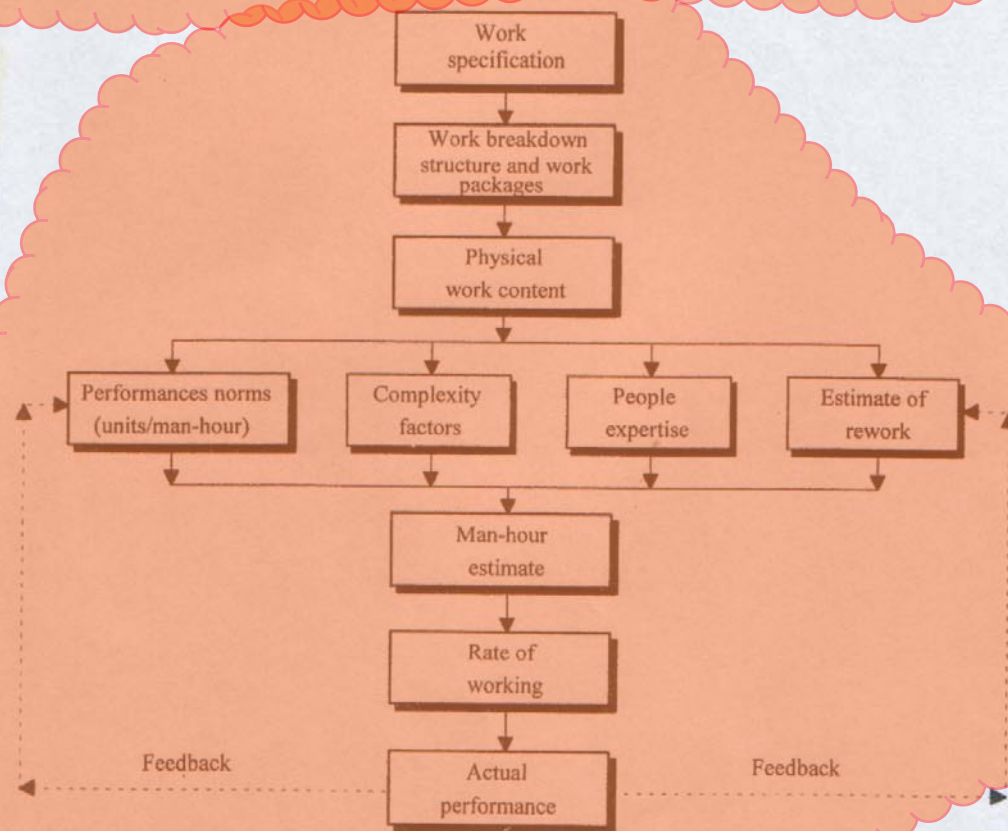 Work
specification
Work breakdown
structure and work
packages
Physical
work content
Performances norms
(units/man-hour)
Complexity
factors
People
expertise
Estimate of
rework
Man-hour
estimate
Rate of
working
Feedback
Actual
performance
Feedback